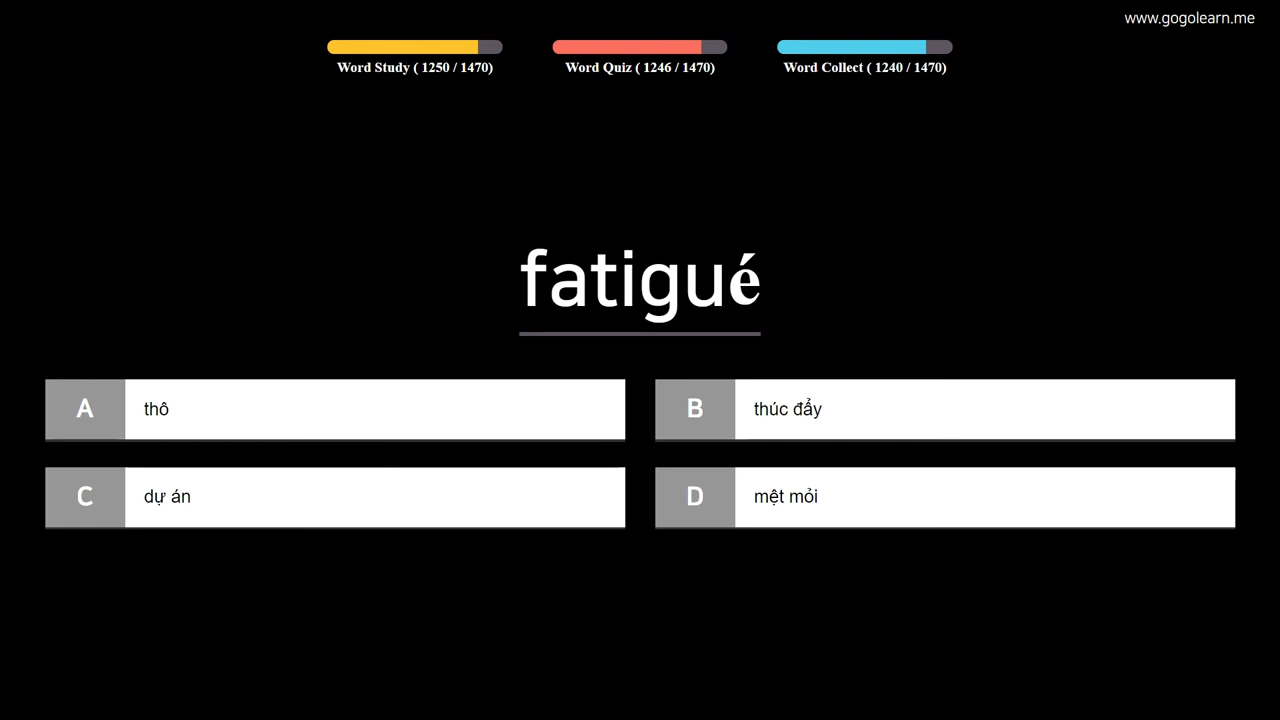 www.gogolearn.me
Word Study ( 1250 / 1470)
Word Quiz ( 1246 / 1470)
Word Collect ( 1240 / 1470)
fatigué
A thô
B thúc đẩy
C dự án
D mệt mỏi